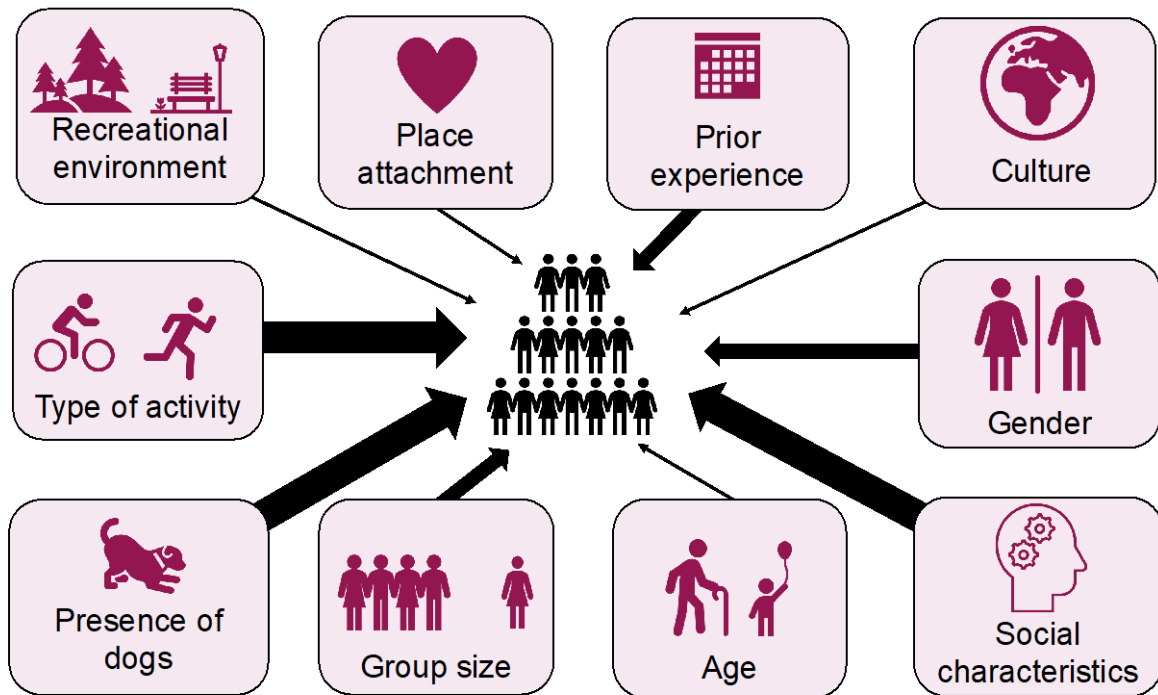 Recreational
environment
Place
attachment
Prior
experience
Culture
Type of activity
Gender
Presence of
dogs
Group size
Age
Social
characteristics